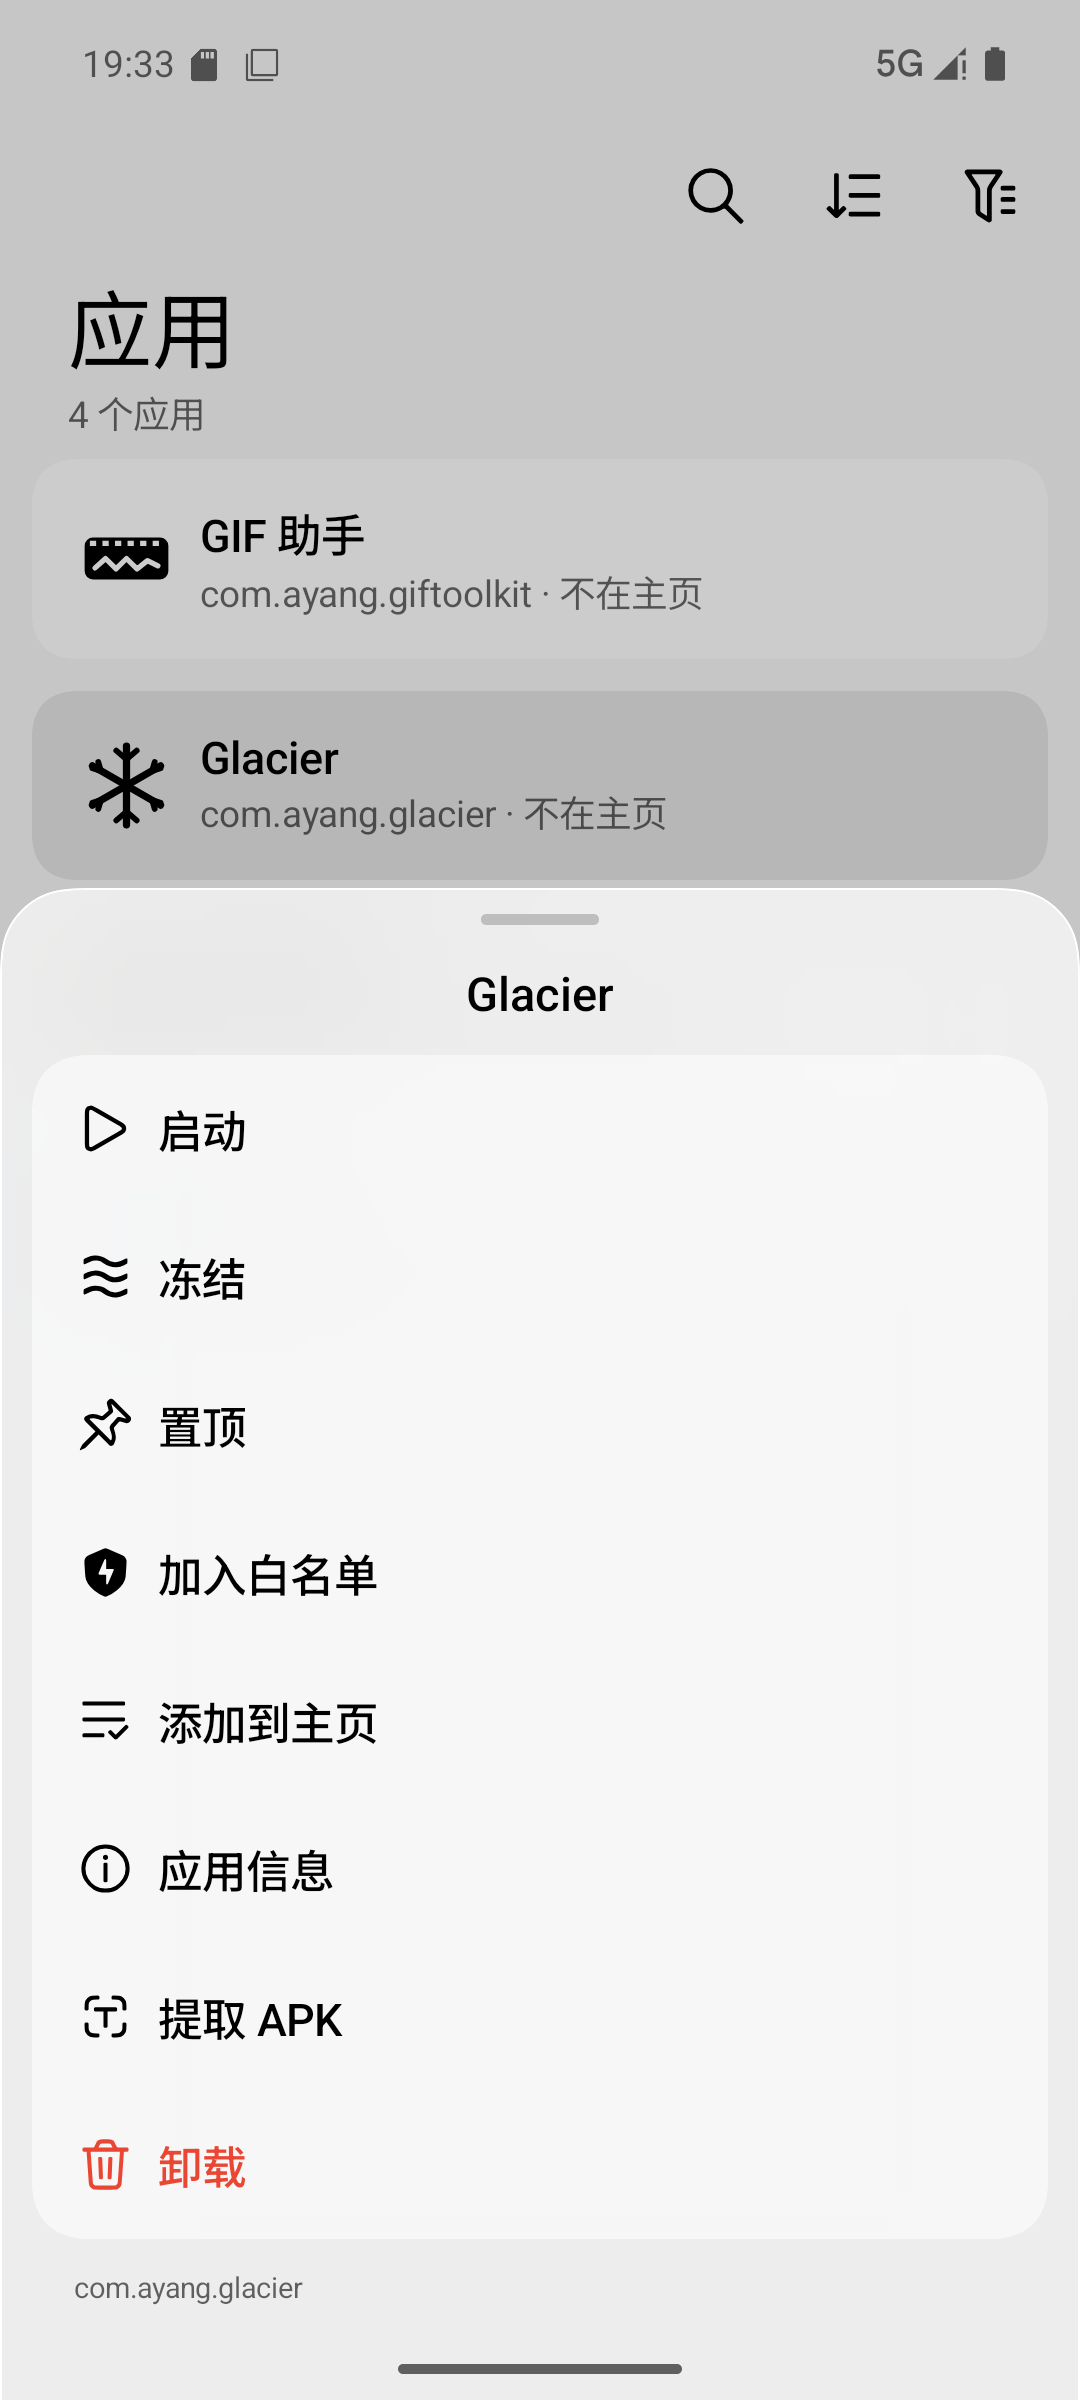 19:33
5G
应用
4 个应用
GIF 助手
com.ayang.giftoolkit · 不在主页
Glacier
com.ayang.glacier · 不在主页
Glacier
启动
冻结
置顶
加入白名单
添加到主页
应用信息
提取 APK
卸载
com.ayang.glacier